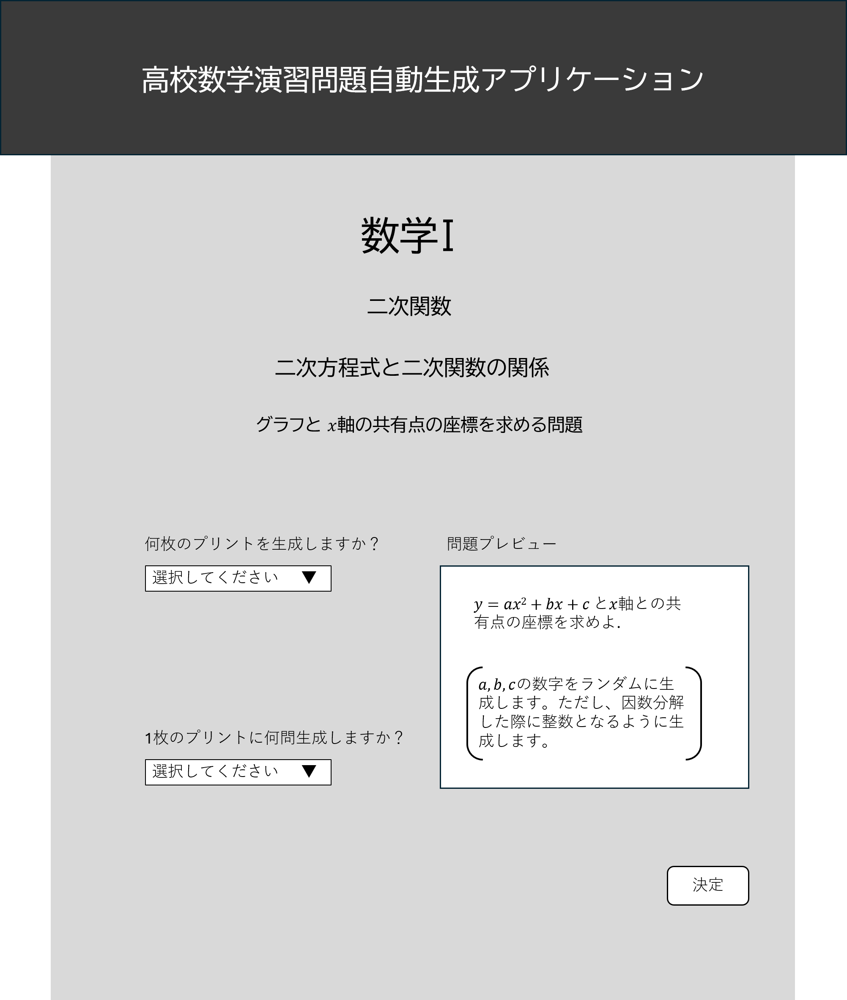 高校数学演習問題自動生成アプリケーション
数学I
二次関数
二次方程式と二次関数の関係
グラフと x軸の共有点の座標を求める問題
何枚のプリントを生成しますか？
選択してください ▼
1枚のプリントに何問生成しますか？
選択してください ▼
問題プレビュー
y = ax² + bx + c とx軸との共
有点の座標を求めよ.
a, b, cの数字をランダムに生
成します。ただし、因数分解
した際に整数となるように生
成します。
決定